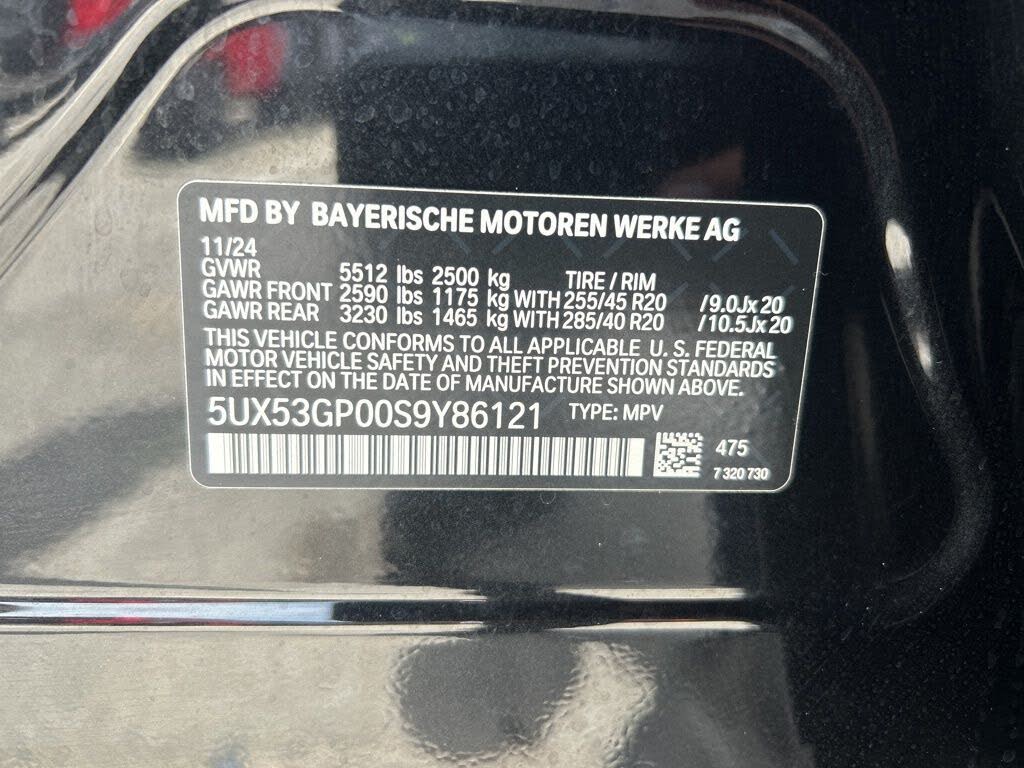 MFD BY BAYERISCHE MOTOREN WERKE AG
11/24
GVWR 5512 lbs 2500 kg TIRE / RIM
GAWR FRONT 2590 lbs 1175 kg WITH 255/45 R20 /9.0Jx20
GAWR REAR 3230 lbs 1465 kg WITH 285/40 R20 /10.5Jx20
THIS VEHICLE CONFORMS TO ALL APPLICABLE U. S. FEDERAL
MOTOR VEHICLE SAFETY AND THEFT PREVENTION STANDARDS
IN EFFECT ON THE DATE OF MANUFACTURE SHOWN ABOVE.
5UX53GP00S9Y86121 TYPE: MPV
475
7 320 730